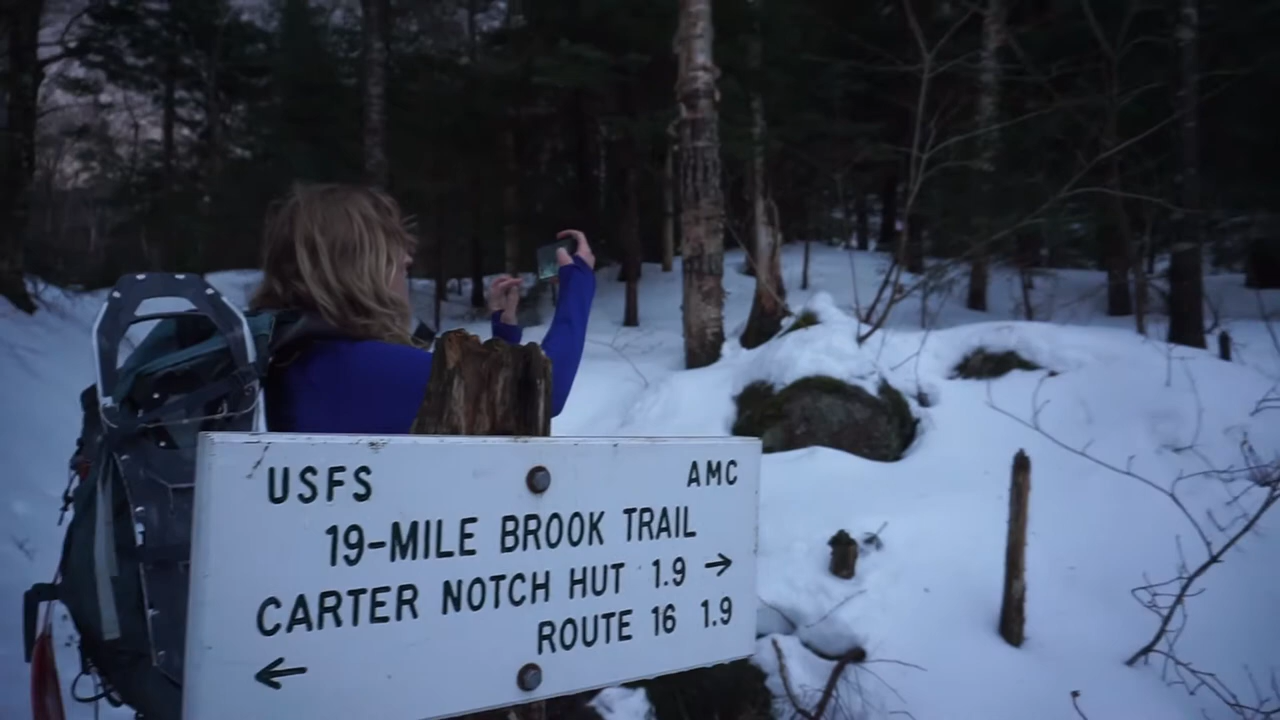 USFS AMC
19-MILE BROOK TRAIL
CARTER NOTCH HUT 1.9 →
ROUTE 16 1.9
←